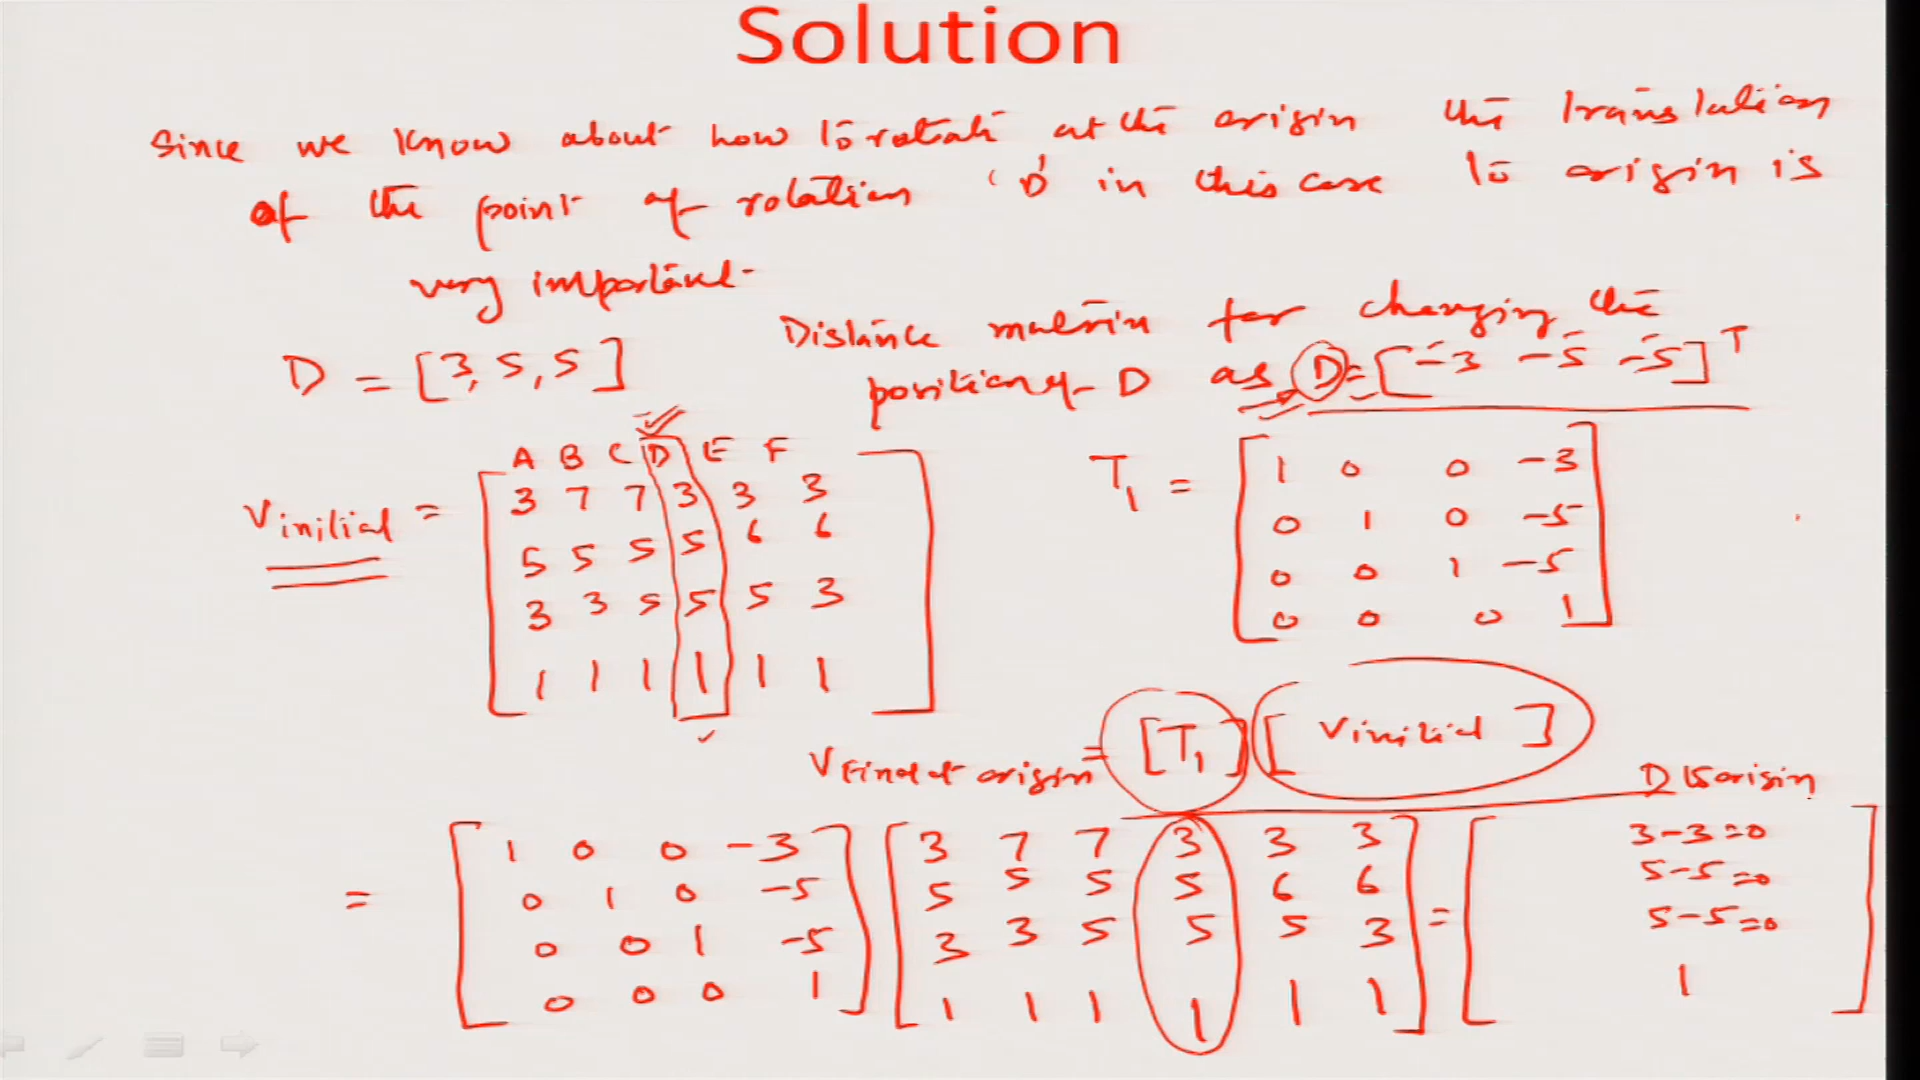 Solution
Since we know about how to rotate at the origin the translation
of the point of rotation 'D' in this case to origin is
very important
Distance matrix for changing the
D = [3, 5, 5]
position of D as D = [-3 -5 -5]^T
A B C D E F
V initial = [3 7 7 3 3 3
5 5 5 5 6 6
3 3 5 5 5 3
1 1 1 1 1 1]
T1 = [1 0 0 -3
0 1 0 -5
0 0 1 -5
0 0 0 1]
V Final at origin = [T1] [V initial]
D is origin
= [1 0 0 -3] [3 7 7 3 3 3] = [3-3=0]
[0 1 0 -5] [5 5 5 5 6 6] [5-5=0]
[0 0 1 -5] [3 3 5 5 5 3] [5-5=0]
[0 0 0 1] [1 1 1 1 1 1] [1]